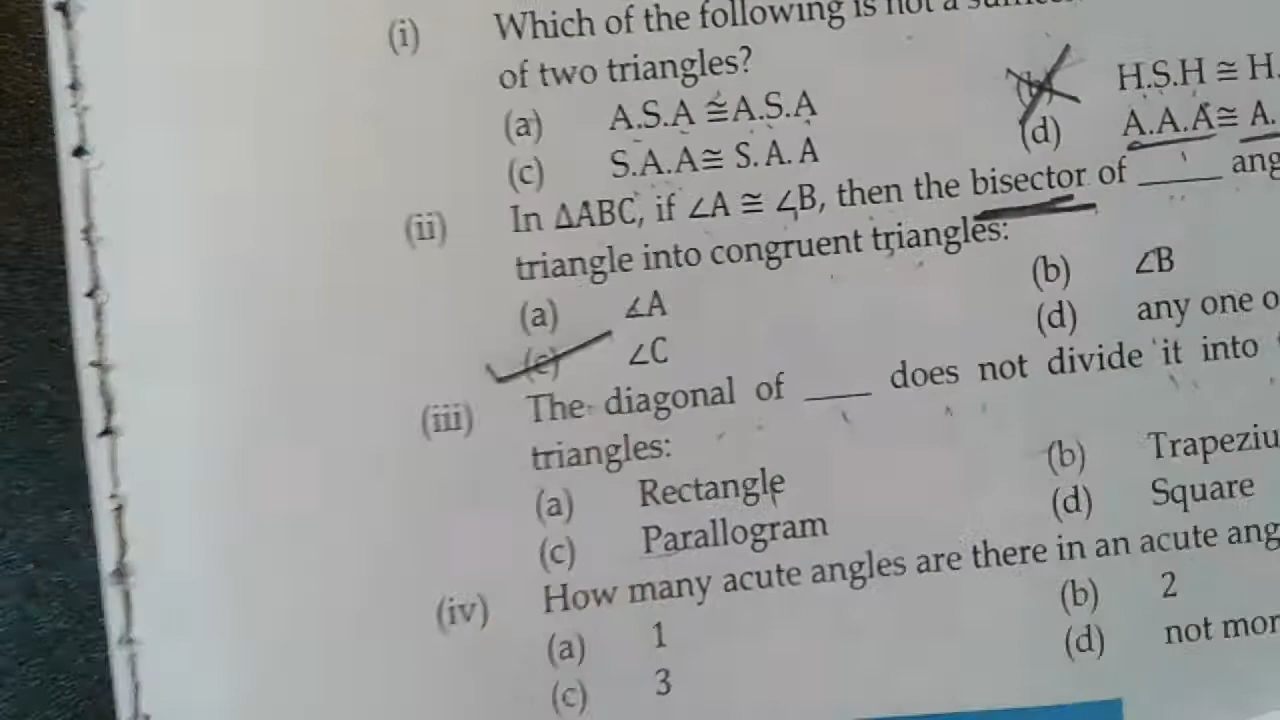 (i) Which of the following is not a
of two triangles?
(a) A.S.A ≅ A.S.A (b) H.S.H ≅ H.
(c) S.A.A ≅ S.A.A (d) A.A.A ≅ A.
(ii) In ΔABC, if ∠A ≅ ∠B, then the bisector of ____ ang
triangle into congruent triangles:
(a) ∠A (b) ∠B
(c) ∠C (d) any one o
(iii) The diagonal of ____ does not divide it into
triangles:
(a) Rectangle (b) Trapeziu
(c) Parallogram (d) Square
(iv) How many acute angles are there in an acute ang
(a) 1 (b) 2
(c) 3 (d) not mor